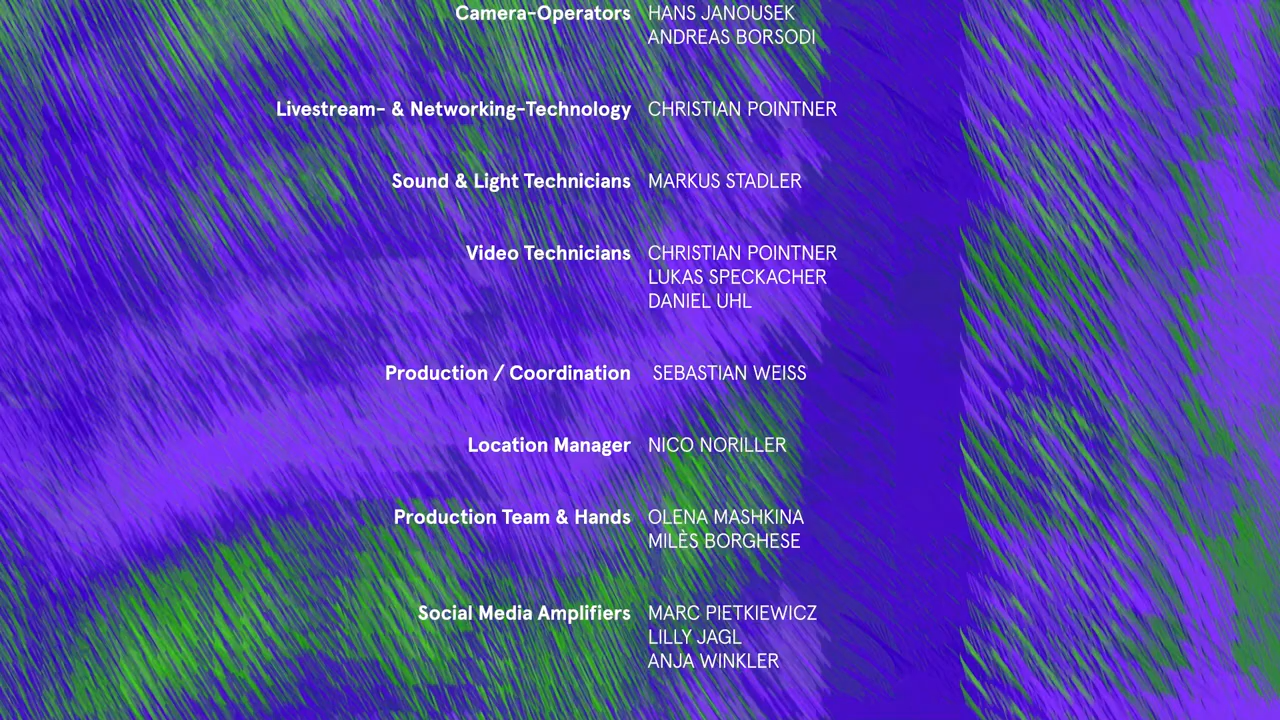 Camera-Operators HANS JANOUSEK
ANDREAS BORSODI
Livestream- & Networking-Technology CHRISTIAN POINTNER
Sound & Light Technicians MARKUS STADLER
Video Technicians CHRISTIAN POINTNER
LUKAS SPECKACHER
DANIEL UHL
Production / Coordination SEBASTIAN WEISS
Location Manager NICO NORILLER
Production Team & Hands OLENA MASHKINA
MILÈS BORGHESE
Social Media Amplifiers MARC PIETKIEWICZ
LILLY JAGL
ANJA WINKLER